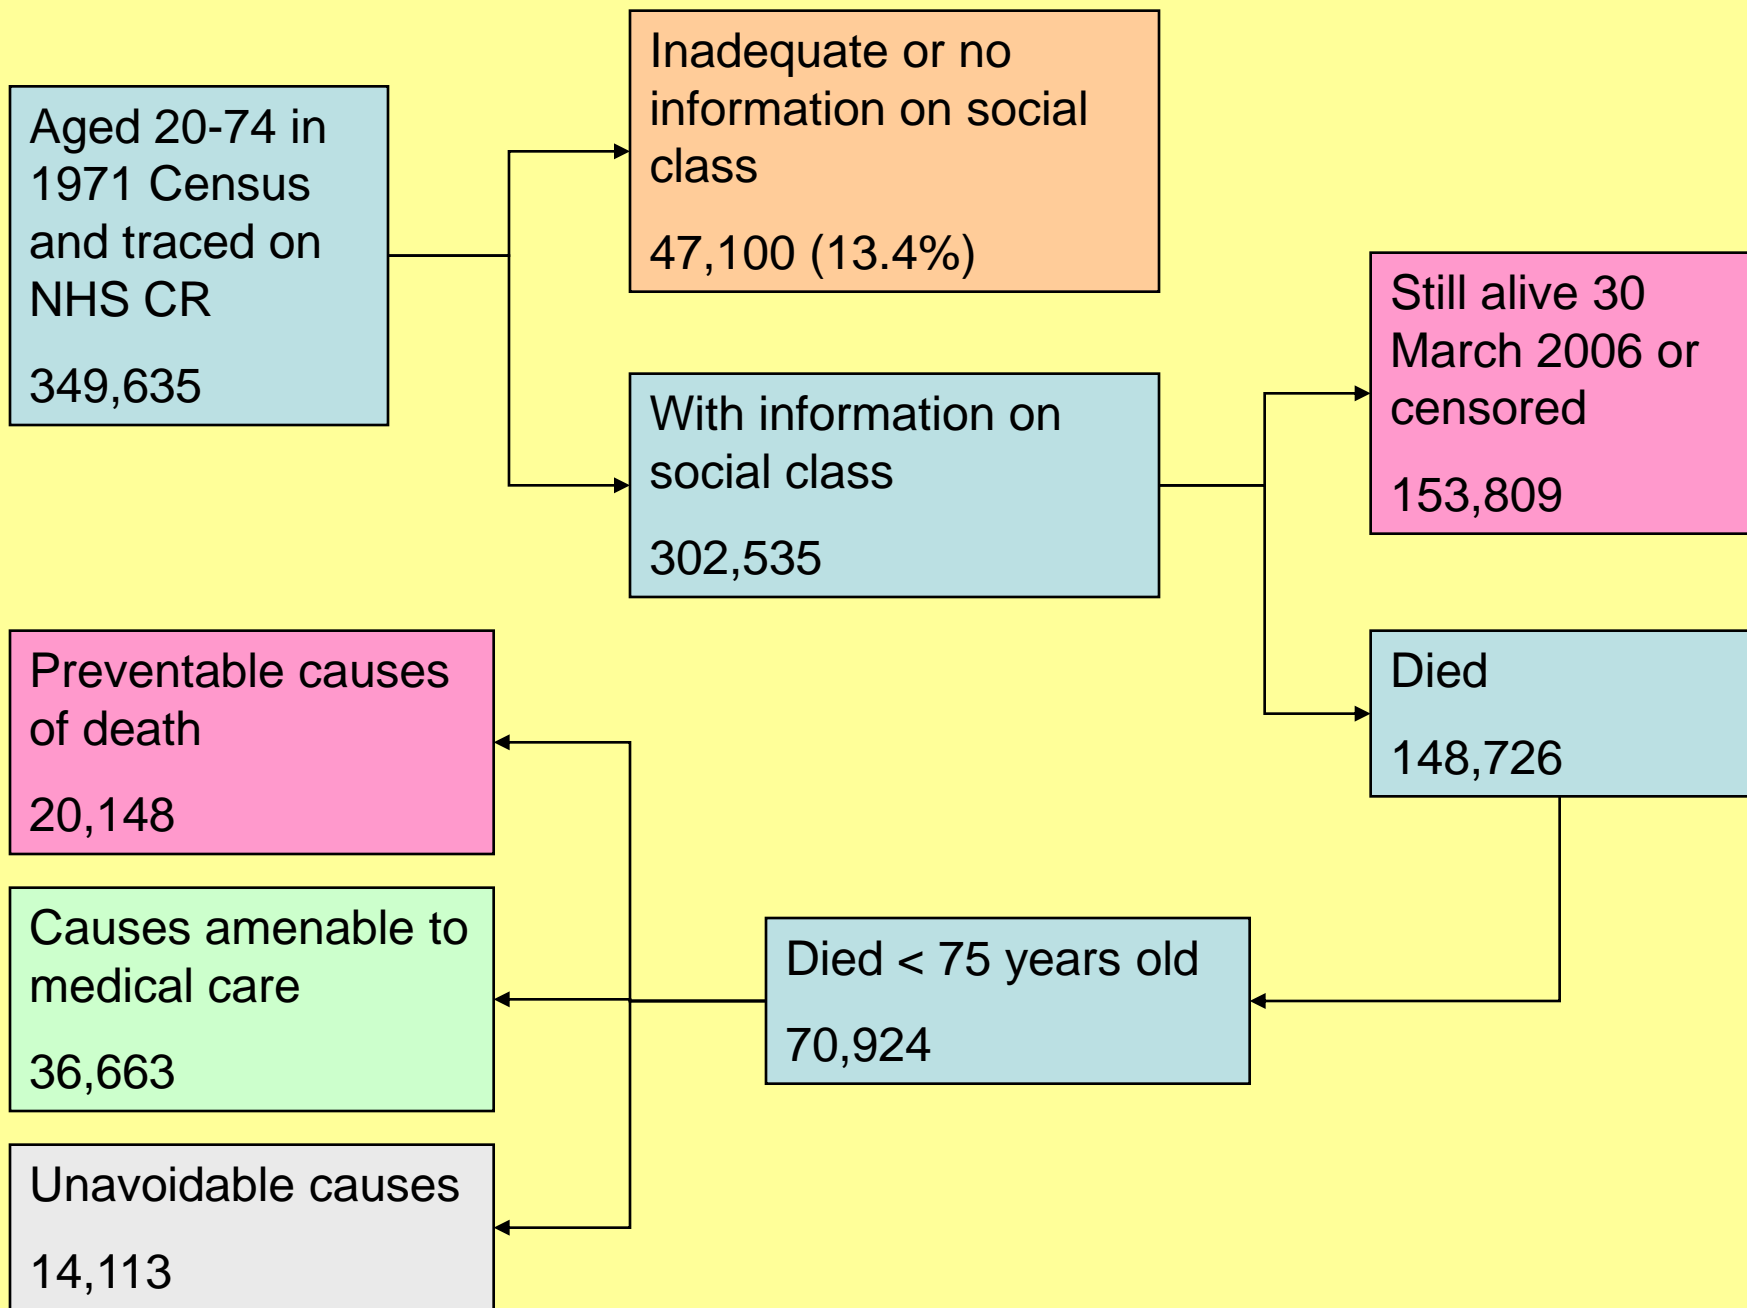 Aged 20-74 in
1971 Census
and traced on
NHS CR
349,635
Inadequate or no
information on social
class
47,100 (13.4%)
With information on
social class
302,535
Still alive 30
March 2006 or
censored
153,809
Died
148,726
Died < 75 years old
70,924
Preventable causes
of death
20,148
Causes amenable to
medical care
36,663
Unavoidable causes
14,113